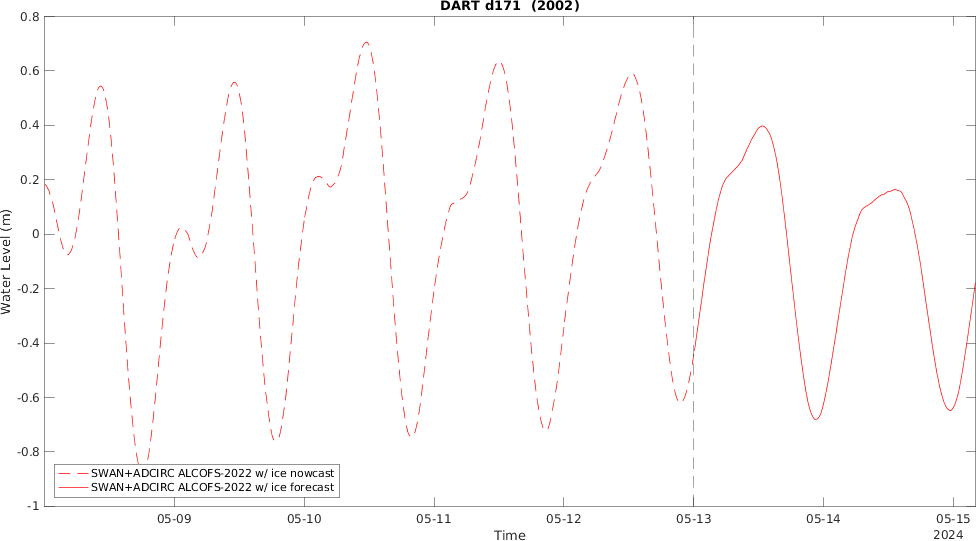 DART d171 (2002)
0.8
0.6
0.4
0.2
0
-0.2
-0.4
-0.6
-0.8
-1
Water Level (m)
SWAN+ADCIRC ALCOFS-2022 w/ ice nowcast
SWAN+ADCIRC ALCOFS-2022 w/ ice forecast
05-09 05-10 05-11 05-12 05-13 05-14 05-15
Time
2024